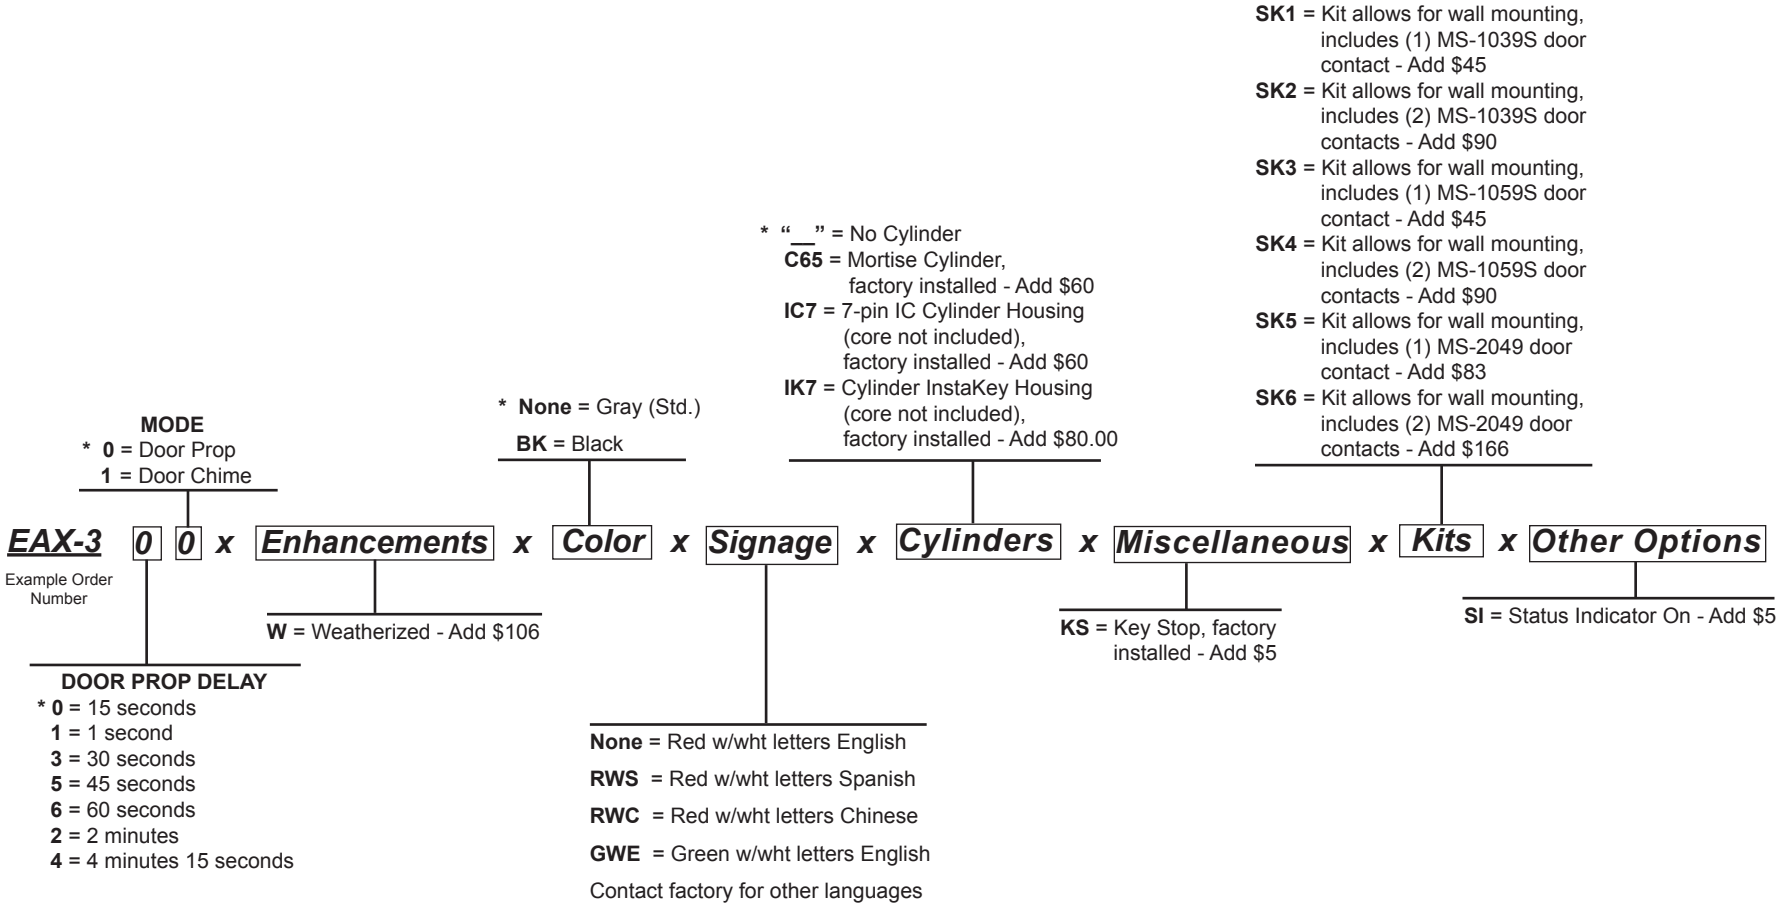 SK1 = Kit allows for wall mounting,
includes (1) MS-1039S door
contact - Add $45
SK2 = Kit allows for wall mounting,
includes (2) MS-1039S door
contacts - Add $90
SK3 = Kit allows for wall mounting,
includes (1) MS-1059S door
contact - Add $45
SK4 = Kit allows for wall mounting,
includes (2) MS-1059S door
contacts - Add $90
SK5 = Kit allows for wall mounting,
includes (1) MS-2049 door
contact - Add $83
SK6 = Kit allows for wall mounting,
includes (2) MS-2049 door
contacts - Add $166
* “__” = No Cylinder
C65 = Mortise Cylinder,
factory installed - Add $60
IC7 = 7-pin IC Cylinder Housing
(core not included),
factory installed - Add $60
IK7 = Cylinder InstaKey Housing
(core not included),
factory installed - Add $80.00
* None = Gray (Std.)
BK = Black
MODE
* 0 = Door Prop
1 = Door Chime
EAX-3 0 0 x Enhancements x Color x Signage x Cylinders x Miscellaneous x Kits x Other Options
Example Order
Number
W = Weatherized - Add $106
KS = Key Stop, factory
installed - Add $5
SI = Status Indicator On - Add $5
DOOR PROP DELAY
* 0 = 15 seconds
1 = 1 second
3 = 30 seconds
5 = 45 seconds
6 = 60 seconds
2 = 2 minutes
4 = 4 minutes 15 seconds
None = Red w/wht letters English
RWS = Red w/wht letters Spanish
RWC = Red w/wht letters Chinese
GWE = Green w/wht letters English
Contact factory for other languages